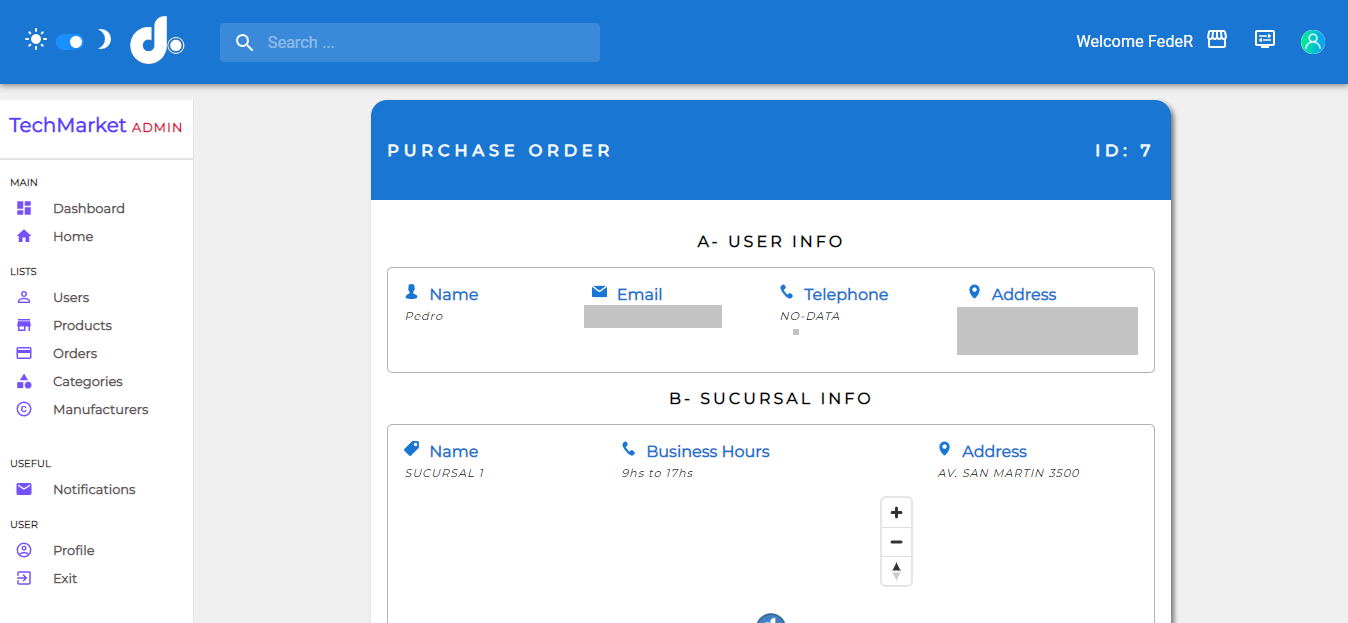 Search ...
Welcome FedeR
TechMarket ADMIN
MAIN
Dashboard
Home
LISTS
Users
Products
Orders
Categories
Manufacturers
USEFUL
Notifications
USER
Profile
Exit
PURCHASE ORDER ID: 7
A- USER INFO
Name Email Telephone Address
Pedro NO-DATA
B- SUCURSAL INFO
Name Business Hours Address
SUCURSAL 1 9hs to 17hs AV. SAN MARTIN 3500